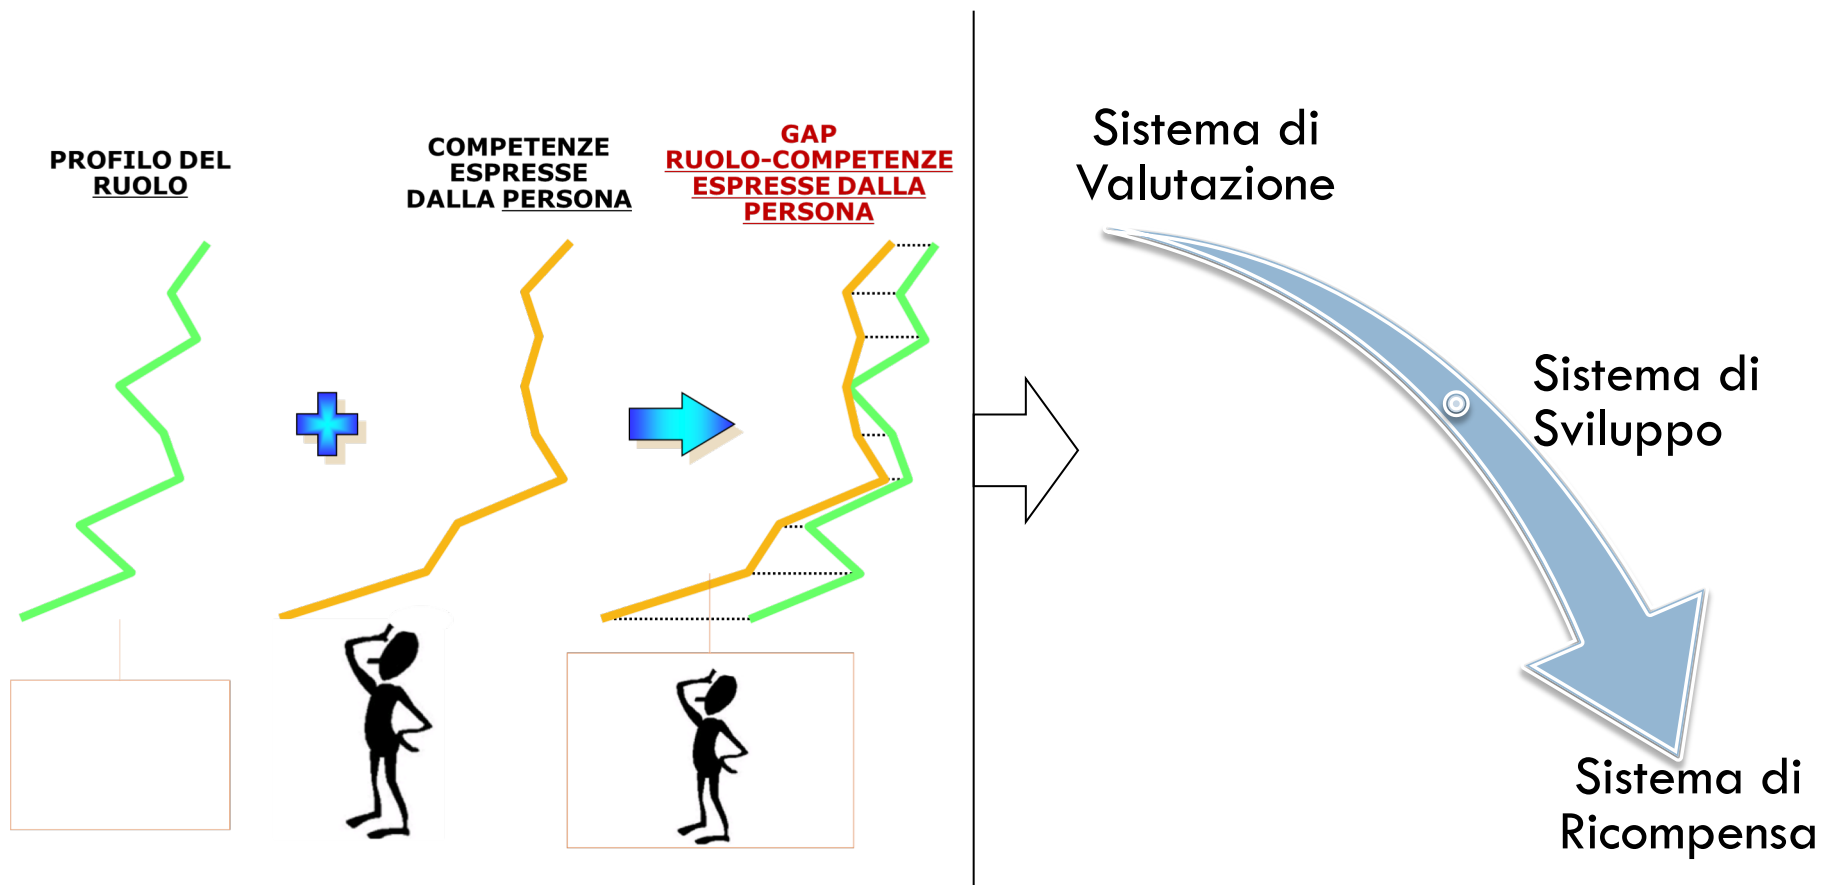 PROFILO DEL
RUOLO
COMPETENZE
ESPRESSE
DALLA PERSONA
GAP
RUOLO-COMPETENZE
ESPRESSE DALLA
PERSONA
Sistema di
Valutazione
Sistema di
Sviluppo
Sistema di
Ricompensa